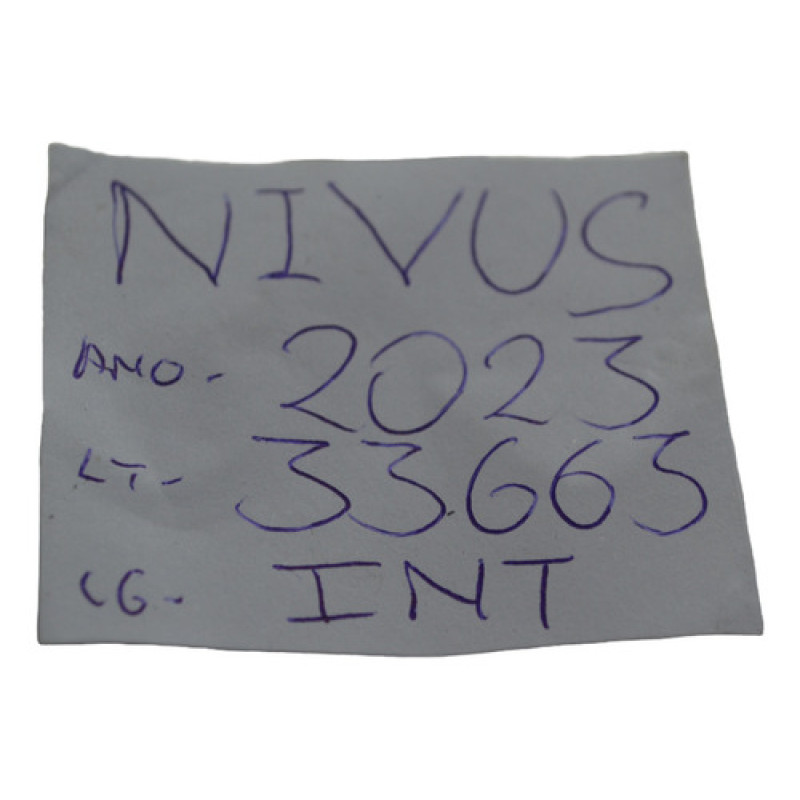 NIVUS
ANO- 2023
LT- 33663
CG- INT